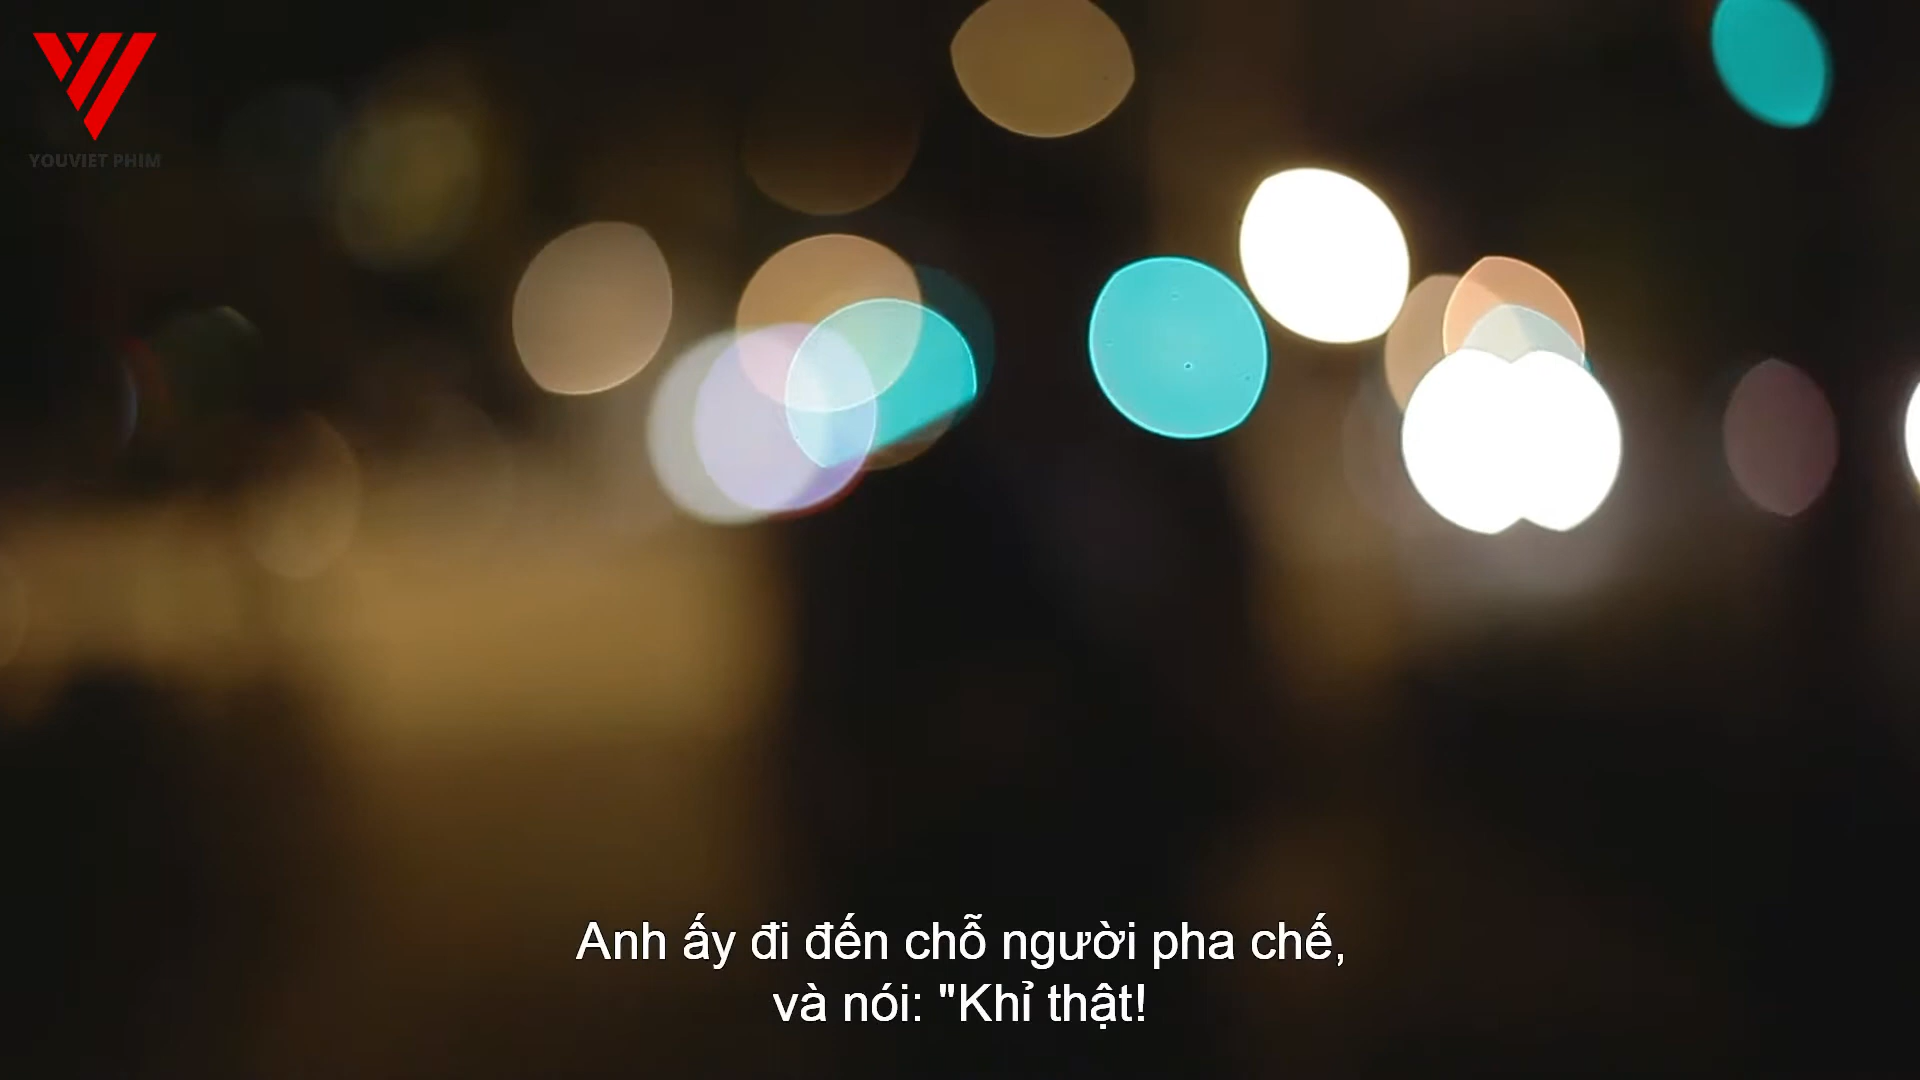 YOUVIET PHIM
Anh ấy đi đến chỗ người pha chế,
và nói: "Khỉ thật!